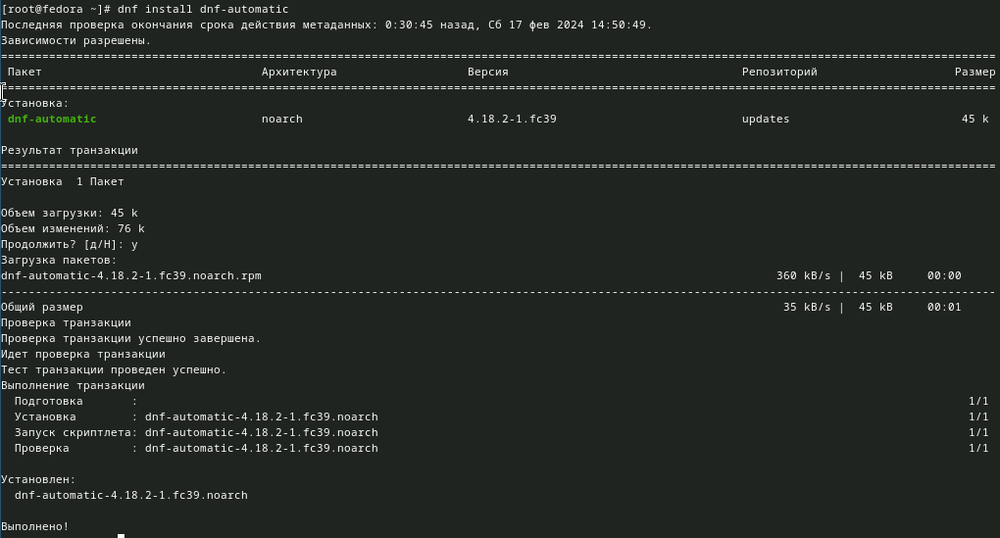 [root@fedora ~]# dnf install dnf-automatic
Последняя проверка окончания срока действия метаданных: 0:30:45 назад, Сб 17 фев 2024 14:50:49.
Зависимости разрешены.
================================================================================
Пакет Архитектура Версия Репозиторий Размер
================================================================================
Установка:
dnf-automatic noarch 4.18.2-1.fc39 updates 45 k
Результат транзакции
================================================================================
Установка 1 Пакет
Объем загрузки: 45 k
Объем изменений: 76 k
Продолжить? [д/Н]: y
Загрузка пакетов:
dnf-automatic-4.18.2-1.fc39.noarch.rpm 360 kB/s | 45 kB 00:00
--------------------------------------------------------------------------------
Общий размер 35 kB/s | 45 kB 00:01
Проверка транзакции
Проверка транзакции успешно завершена.
Идет проверка транзакции
Тест транзакции проведен успешно.
Выполнение транзакции
Подготовка : 1/1
Установка : dnf-automatic-4.18.2-1.fc39.noarch 1/1
Запуск скриптлета: dnf-automatic-4.18.2-1.fc39.noarch 1/1
Проверка : dnf-automatic-4.18.2-1.fc39.noarch 1/1
Установлен:
dnf-automatic-4.18.2-1.fc39.noarch
Выполнено!